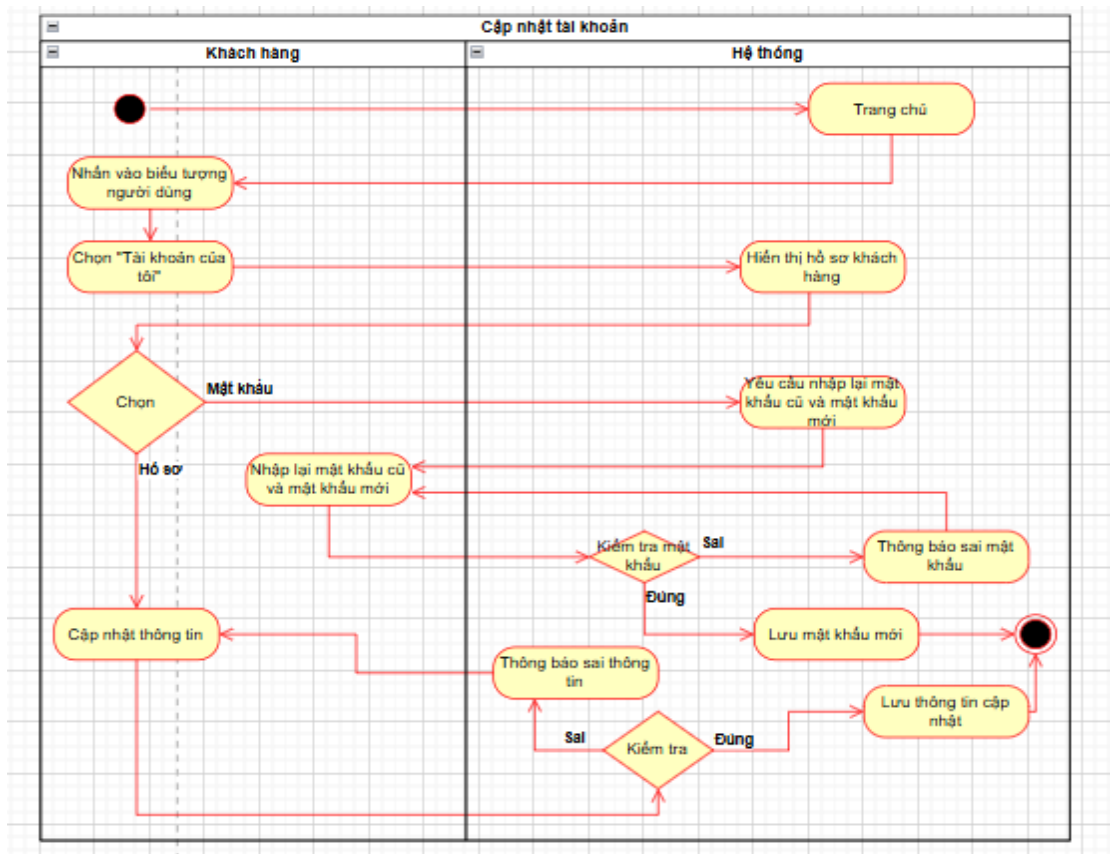 Cập nhật tài khoản
Khách hàng
Hệ thống
Trang chủ
Nhấn vào biểu tượng
người dùng
Chọn "Tài khoản của
tôi"
Hiển thị hồ sơ khách
hàng
Chọn
Mật khẩu
Yêu cầu nhập lại mật
khẩu cũ và mật khẩu
mới
Hồ sơ
Nhập lại mật khẩu cũ
và mật khẩu mới
Kiểm tra mật
khẩu
Sai
Thông báo sai mật
khẩu
Đúng
Cập nhật thông tin
Lưu mật khẩu mới
Thông báo sai thông
tin
Lưu thông tin cập
nhật
Sai
Kiểm tra
Đúng